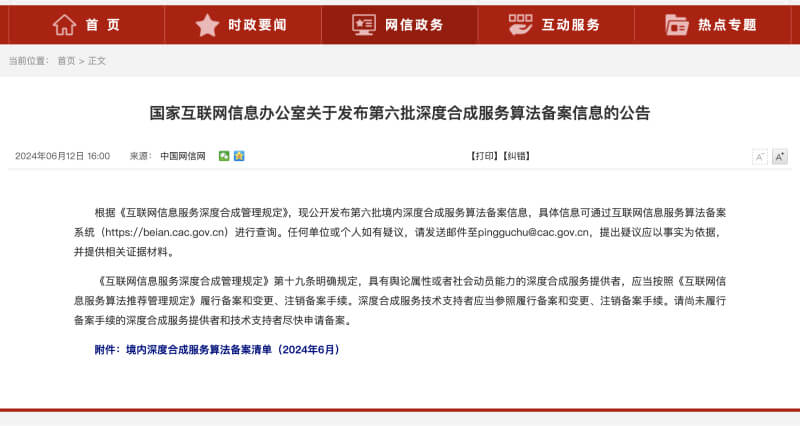 首 页
时政要闻
网信政务
互动服务
热点专题
当前位置： 首页 > 正文
国家互联网信息办公室关于发布第六批深度合成服务算法备案信息的公告
2024年06月12日 16:00 来源： 中国网信网 【打印】【纠错】 A- A+
根据《互联网信息服务深度合成管理规定》，现公开发布第六批境内深度合成服务算法备案信息，具体信息可通过互联网信息服务算法备案
系统（https://beian.cac.gov.cn）进行查询。任何单位或个人如有疑议，请发送邮件至pingguchu@cac.gov.cn，提出疑议应以事实为依据，
并提供相关证据材料。
《互联网信息服务深度合成管理规定》第十九条明确规定，具有舆论属性或者社会动员能力的深度合成服务提供者，应当按照《互联网信
息服务算法推荐管理规定》履行备案和变更、注销备案手续。深度合成服务技术支持者应当参照履行备案和变更、注销备案手续。请尚未履行
备案手续的深度合成服务提供者和技术支持者尽快申请备案。
附件：境内深度合成服务算法备案清单（2024年6月）